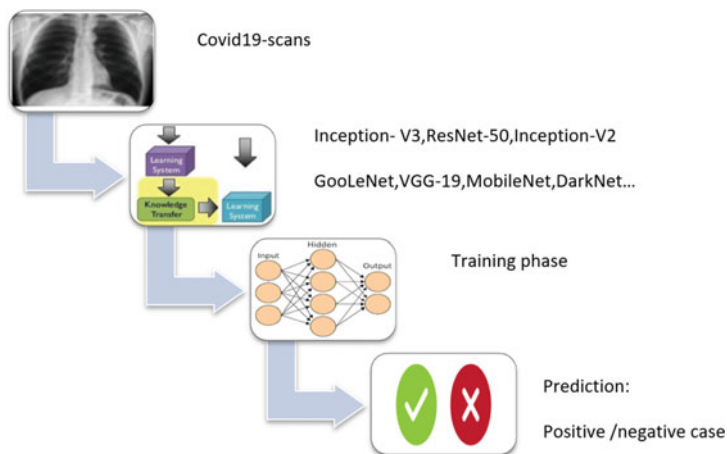 Covid19-scans
Inception- V3,ResNet-50,Inception-V2
GooLeNet,VGG-19,MobileNet,DarkNet...
Learning
System
Knowledge
Transfer
Learning
System
Training phase
Input
Hidden
Output
Prediction:
Positive /negative case